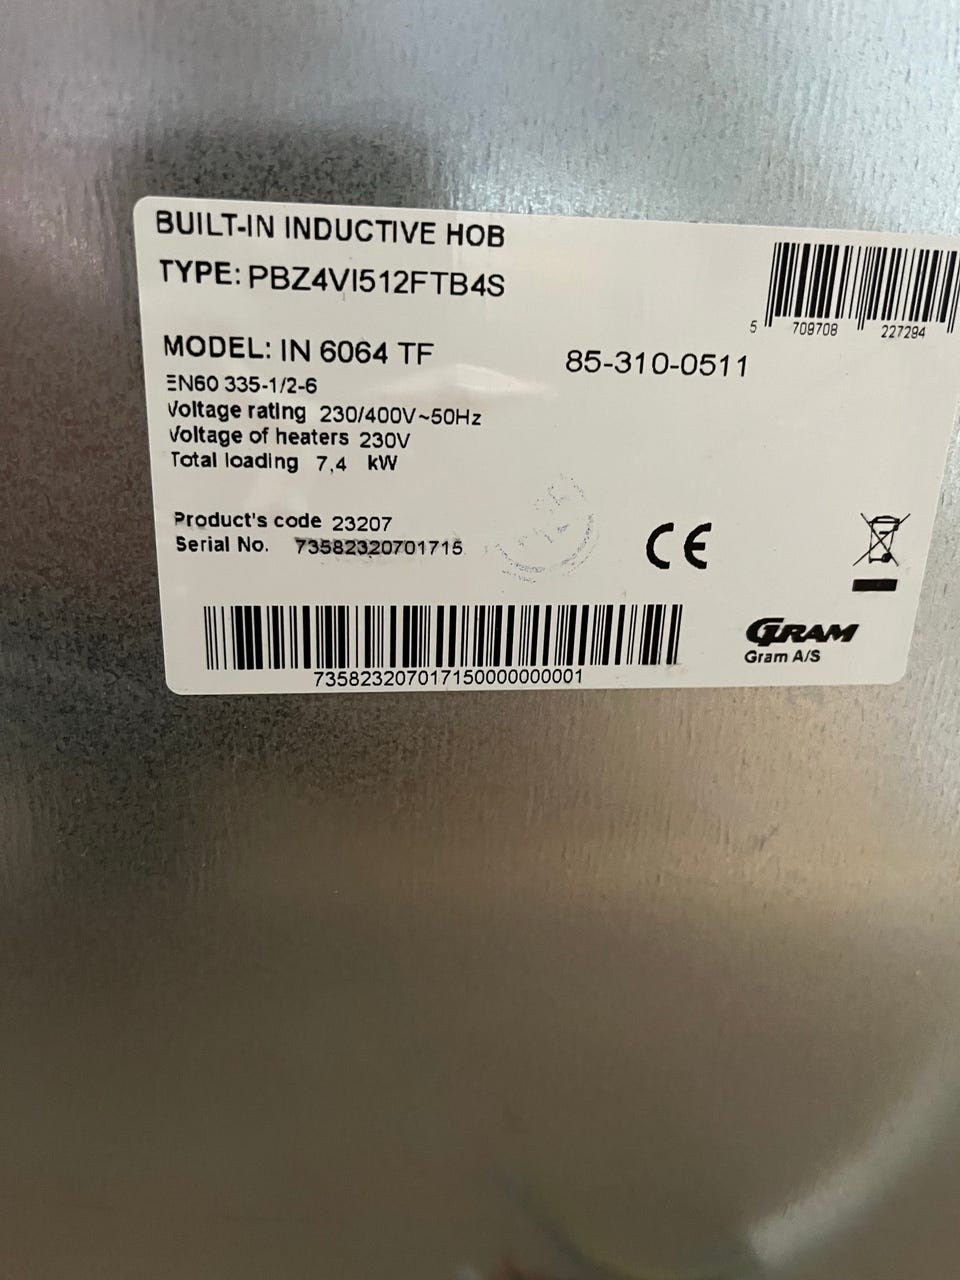 BUILT-IN INDUCTIVE HOB
TYPE: PBZ4VI512FTB4S
5 709708 227294
MODEL: IN 6064 TF 85-310-0511
EN60 335-1/2-6
Voltage rating 230/400V~50Hz
Voltage of heaters 230V
Total loading 7,4 kW
Product's code 23207
Serial No. 73582320701715
CE
GRAM
Gram A/S
735823207017150000000001